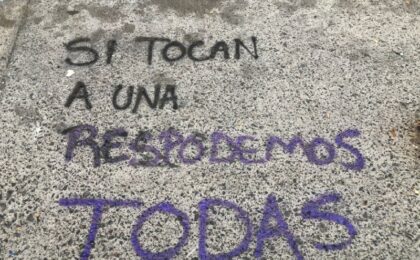 SI TOCAN
A UNA
RESPODEMOS
TODAS